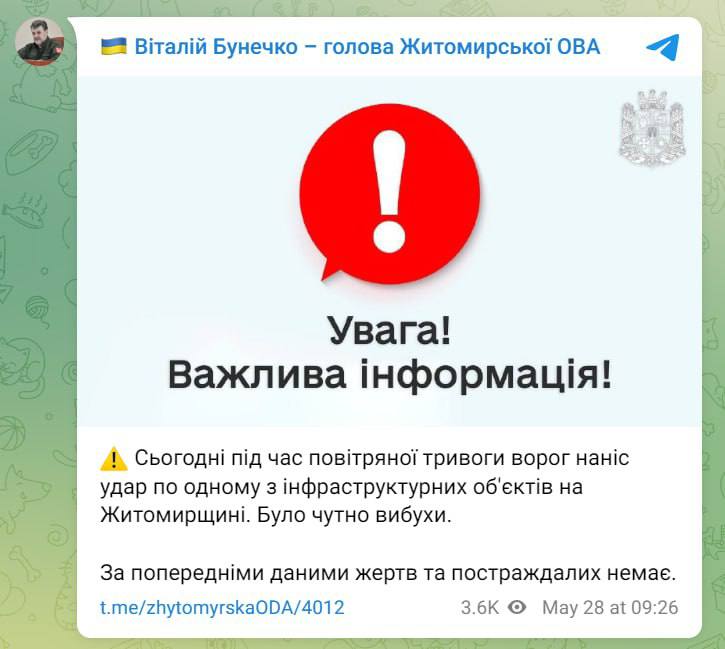 Віталій Бунечко – голова Житомирської ОВА
Увага!
Важлива інформація!
⚠️ Сьогодні під час повітряної тривоги ворог наніс
удар по одному з інфраструктурних об'єктів на
Житомирщині. Було чутно вибухи.
За попередніми даними жертв та постраждалих немає.
t.me/zhytomyrskaODA/4012 3.6K May 28 at 09:26